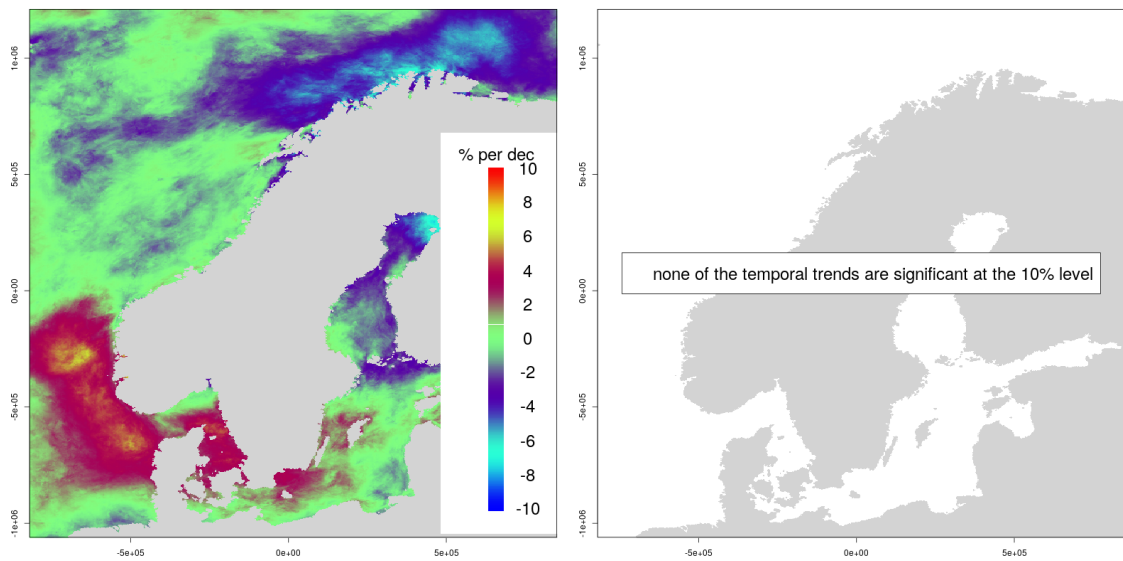 1e+06
5e+05
0e+00
-5e+05
-1e+06
-5e+05
0e+00
5e+05
% per dec
10
8
6
4
2
0
-2
-4
-6
-8
-10
1e+06
5e+05
0e+00
-5e+05
-1e+06
-5e+05
0e+00
5e+05
none of the temporal trends are significant at the 10% level